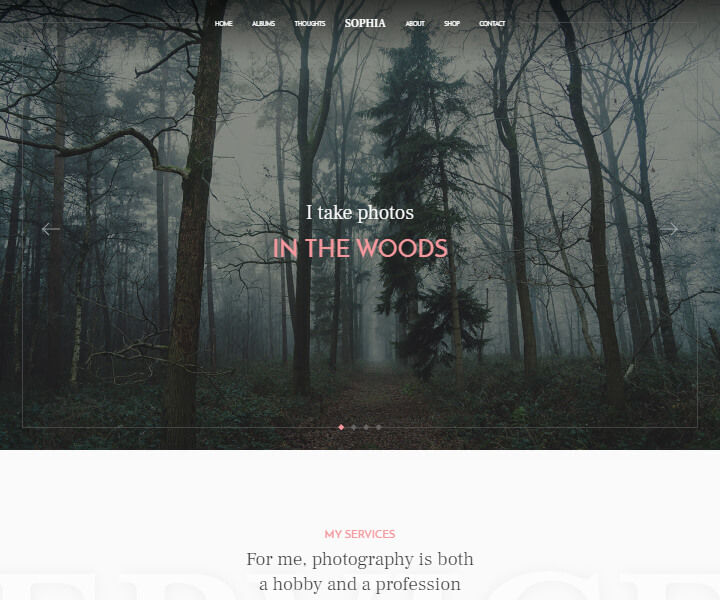 HOME ALBUMS THOUGHTS SOPHIA ABOUT SHOP CONTACT
I take photos
IN THE WOODS
MY SERVICES
For me, photography is both
a hobby and a profession